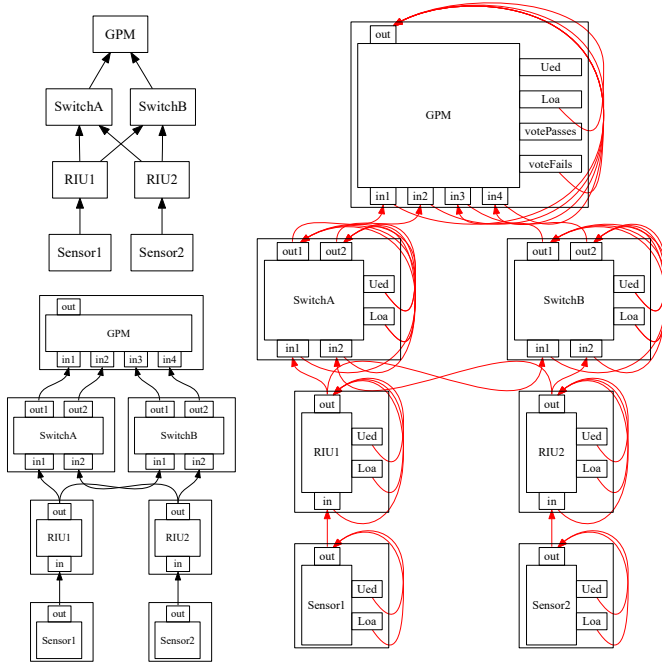 GPM
SwitchA SwitchB
RIU1 RIU2
Sensor1 Sensor2
out
GPM
in1 in2 in3 in4
out1 out2 out1 out2
SwitchA SwitchB
in1 in2 in1 in2
out out
RIU1 RIU2
in in
out out
Sensor1 Sensor2
out
Ued
Loa
GPM
votePasses
voteFails
in1 in2 in3 in4
out1 out2 out1 out2
Ued Ued
SwitchA SwitchB
Loa Loa
in1 in2 in1 in2
out out
Ued Ued
RIU1 RIU2
Loa Loa
in in
out out
Ued Ued
Sensor1 Sensor2
Loa Loa